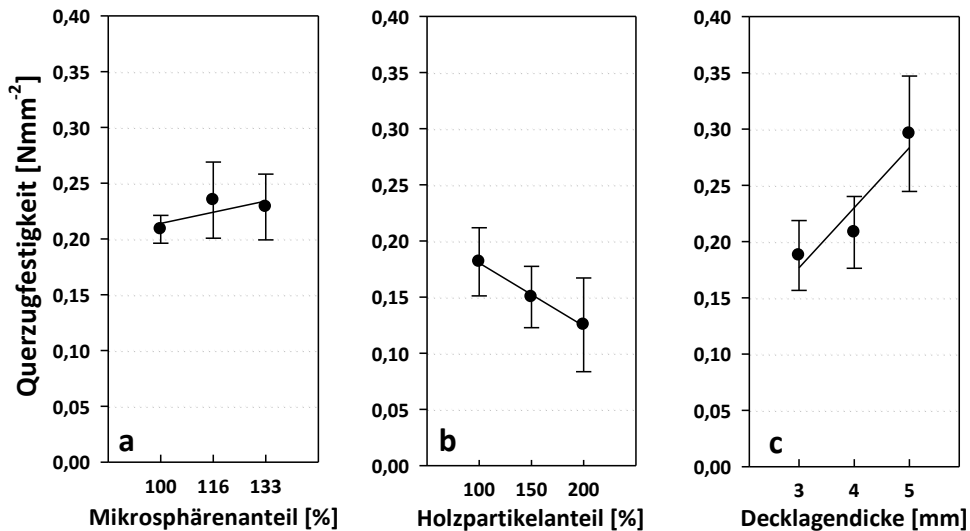 Querzugfestigkeit [Nmm-2]
0,40
0,35
0,30
0,25
0,20
0,15
0,10
0,05
0,00
a
100 116 133
Mikrosphärenanteil [%]
0,40
0,35
0,30
0,25
0,20
0,15
0,10
0,05
0,00
b
100 150 200
Holzpartikelanteil [%]
0,40
0,35
0,30
0,25
0,20
0,15
0,10
0,05
0,00
c
3 4 5
Decklagendicke [mm]